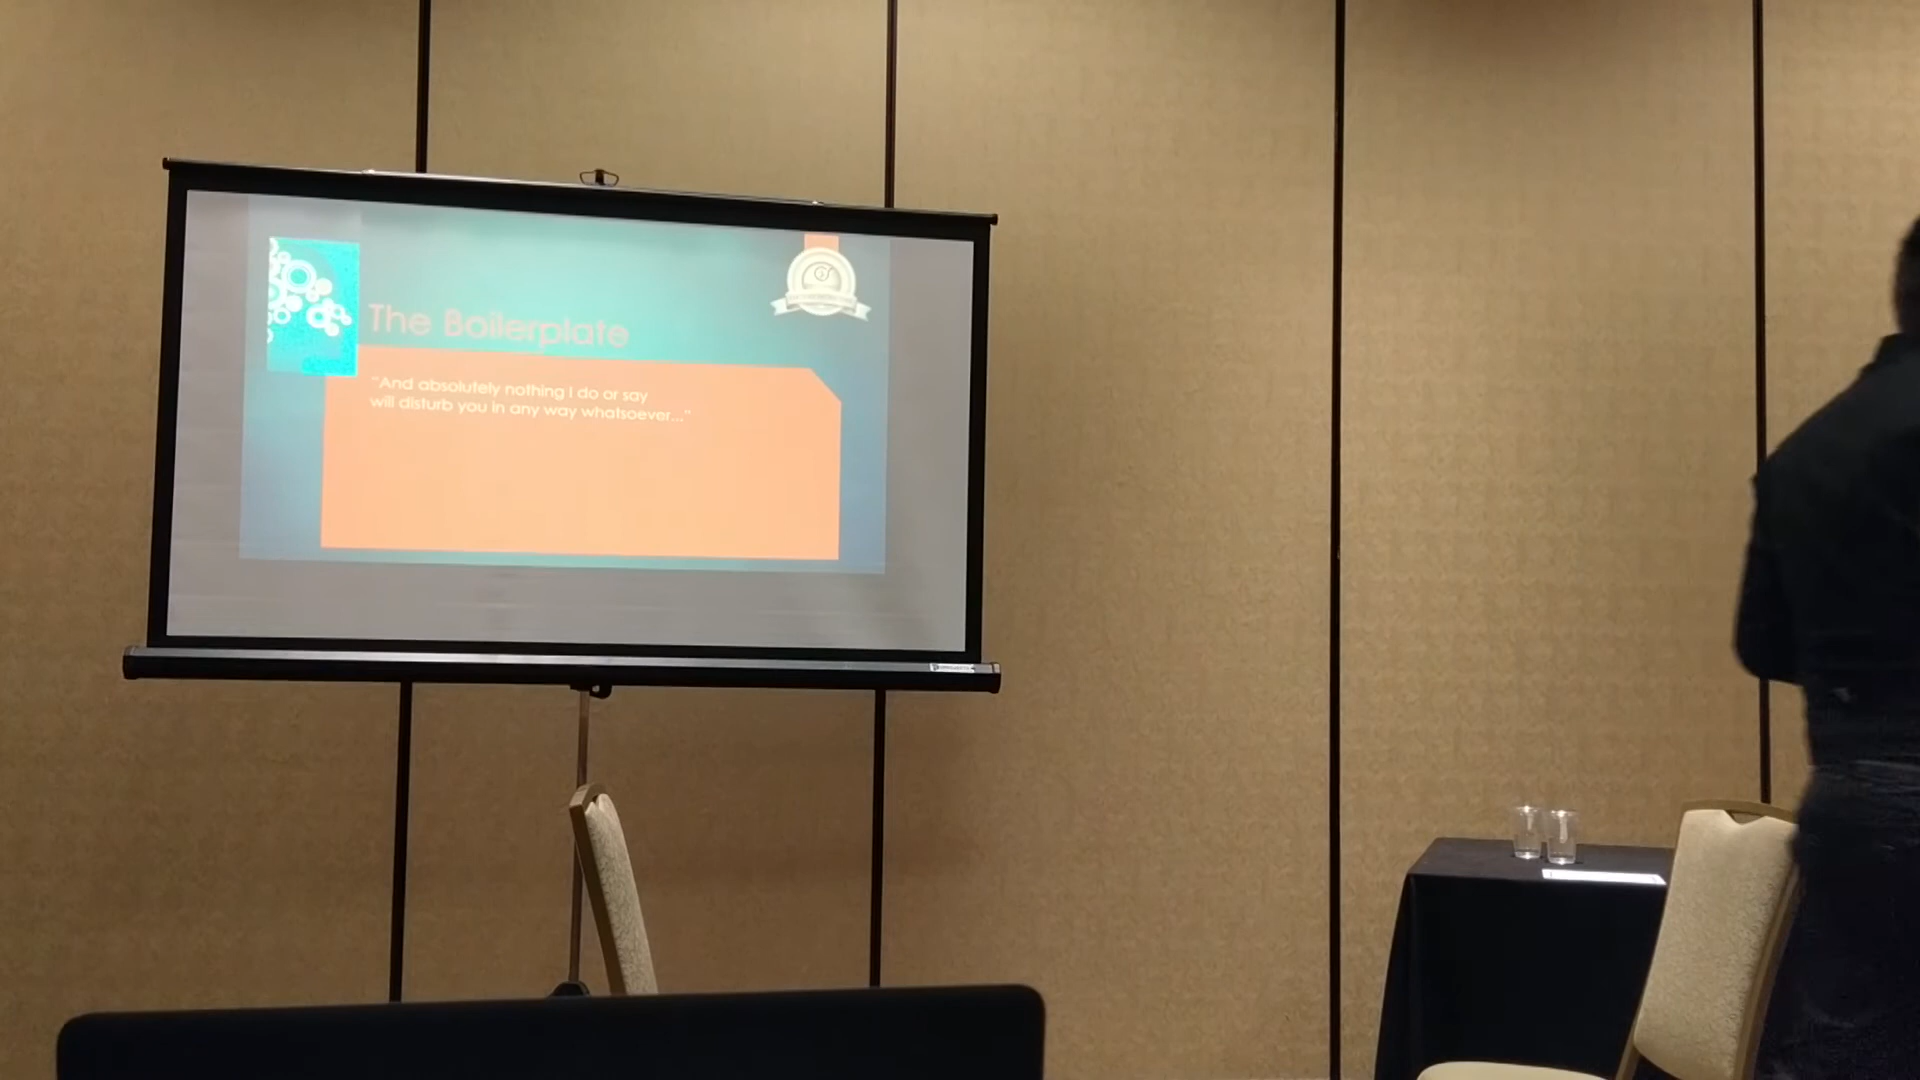 The Boilerplate
"And absolutely nothing I do or say
will disturb you in any way whatsoever..."